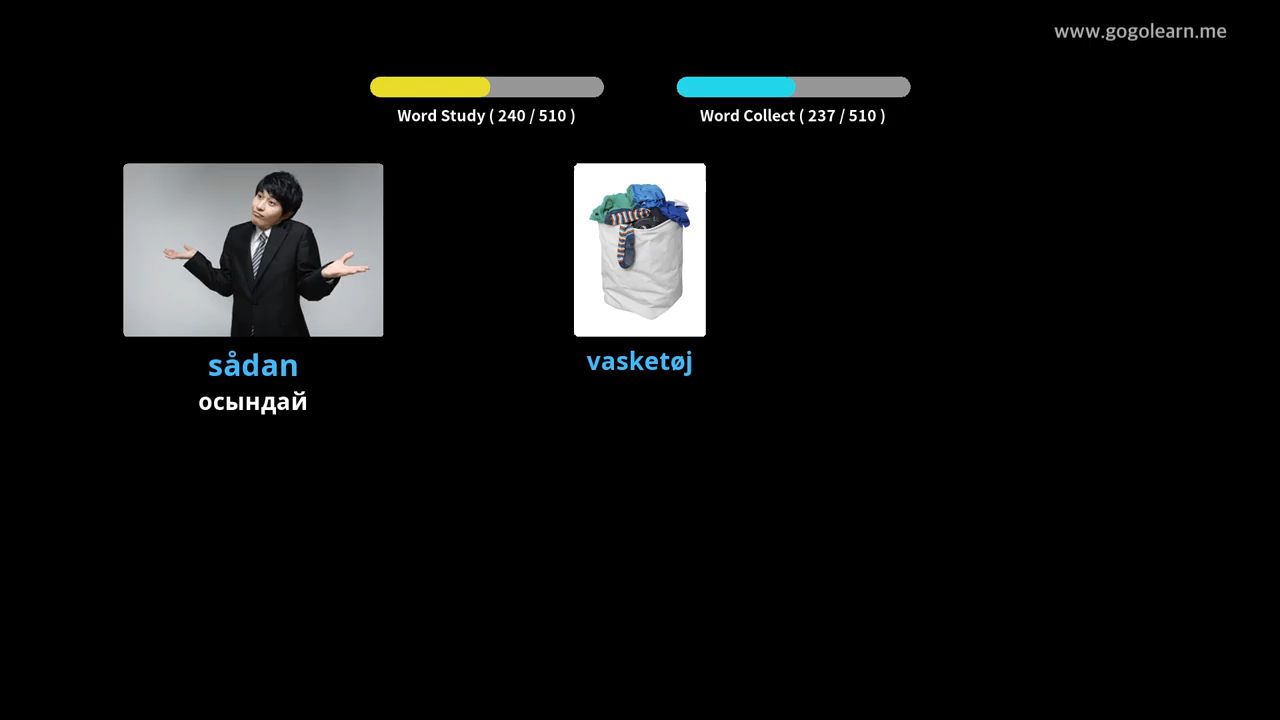 www.gogolearn.me
Word Study ( 240 / 510 )
Word Collect ( 237 / 510 )
sådan
осындай
vasketøj